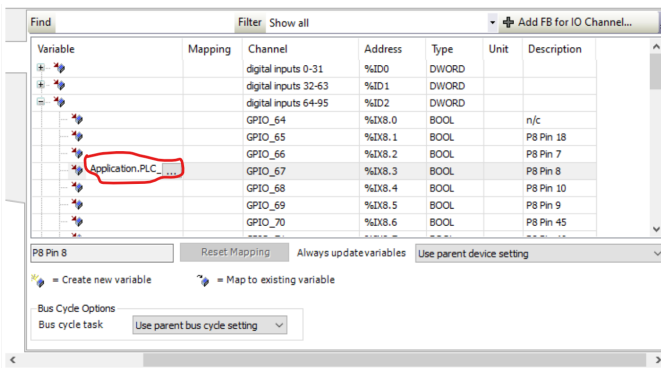 Find Filter Show all Add FB for IO Channel...
Variable Mapping Channel Address Type Unit Description
digital inputs 0-31 %ID0 DWORD
digital inputs 32-63 %ID1 DWORD
digital inputs 64-95 %ID2 DWORD
GPIO_64 %IX8.0 BOOL n/c
GPIO_65 %IX8.1 BOOL P8 Pin 18
GPIO_66 %IX8.2 BOOL P8 Pin 7
Application.PLC_ ... GPIO_67 %IX8.3 BOOL P8 Pin 8
GPIO_68 %IX8.4 BOOL P8 Pin 10
GPIO_69 %IX8.5 BOOL P8 Pin 9
GPIO_70 %IX8.6 BOOL P8 Pin 45
P8 Pin 8 Reset Mapping Always update variables Use parent device setting
= Create new variable = Map to existing variable
Bus Cycle Options
Bus cycle task Use parent bus cycle setting